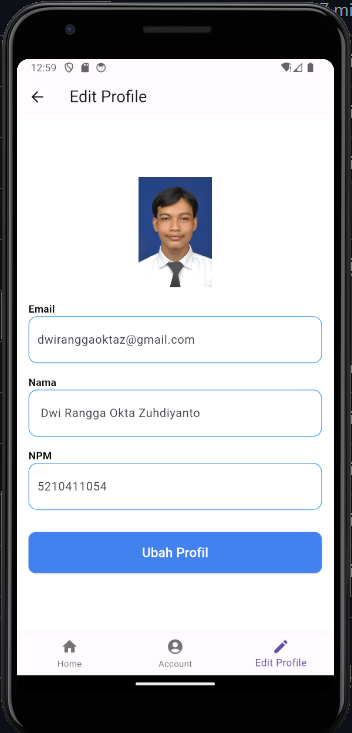 12:59
Edit Profile
Email
dwiranggaoktaz@gmail.com
Nama
Dwi Rangga Okta Zuhdiyanto
NPM
5210411054
Ubah Profil
Home
Account
Edit Profile